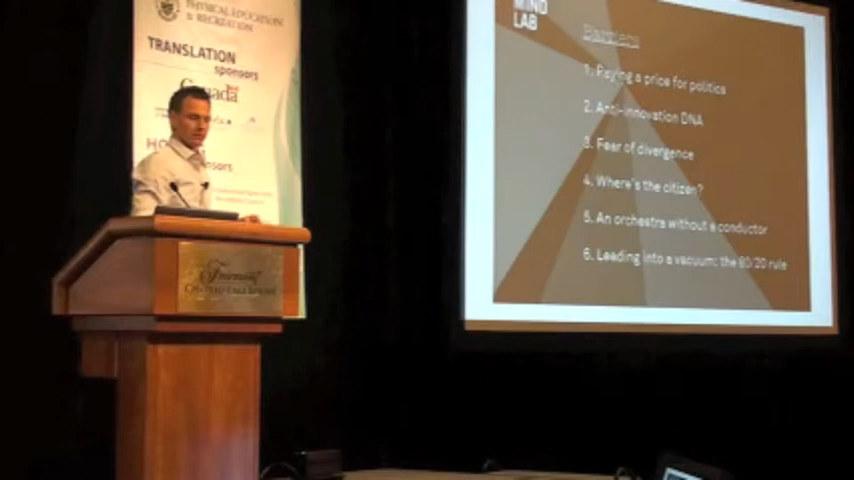 PHYSICAL EDUCATION
& RECREATION
TRANSLATION
sponsors
Canada
Fairmont
CHATEAU LAKE LOUISE
MIND
LAB
Barriers
1. Paying a price for politics
2. Anti-innovation DNA
3. Fear of divergence
4. Where's the citizen?
5. An orchestra without a conductor
6. Leading into a vacuum: the 80/20 rule